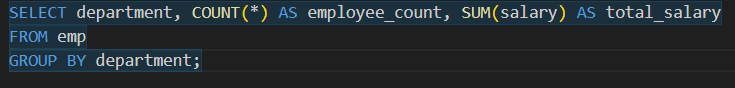 SELECT department, COUNT(*) AS employee_count, SUM(salary) AS total_salary
FROM emp
GROUP BY department;